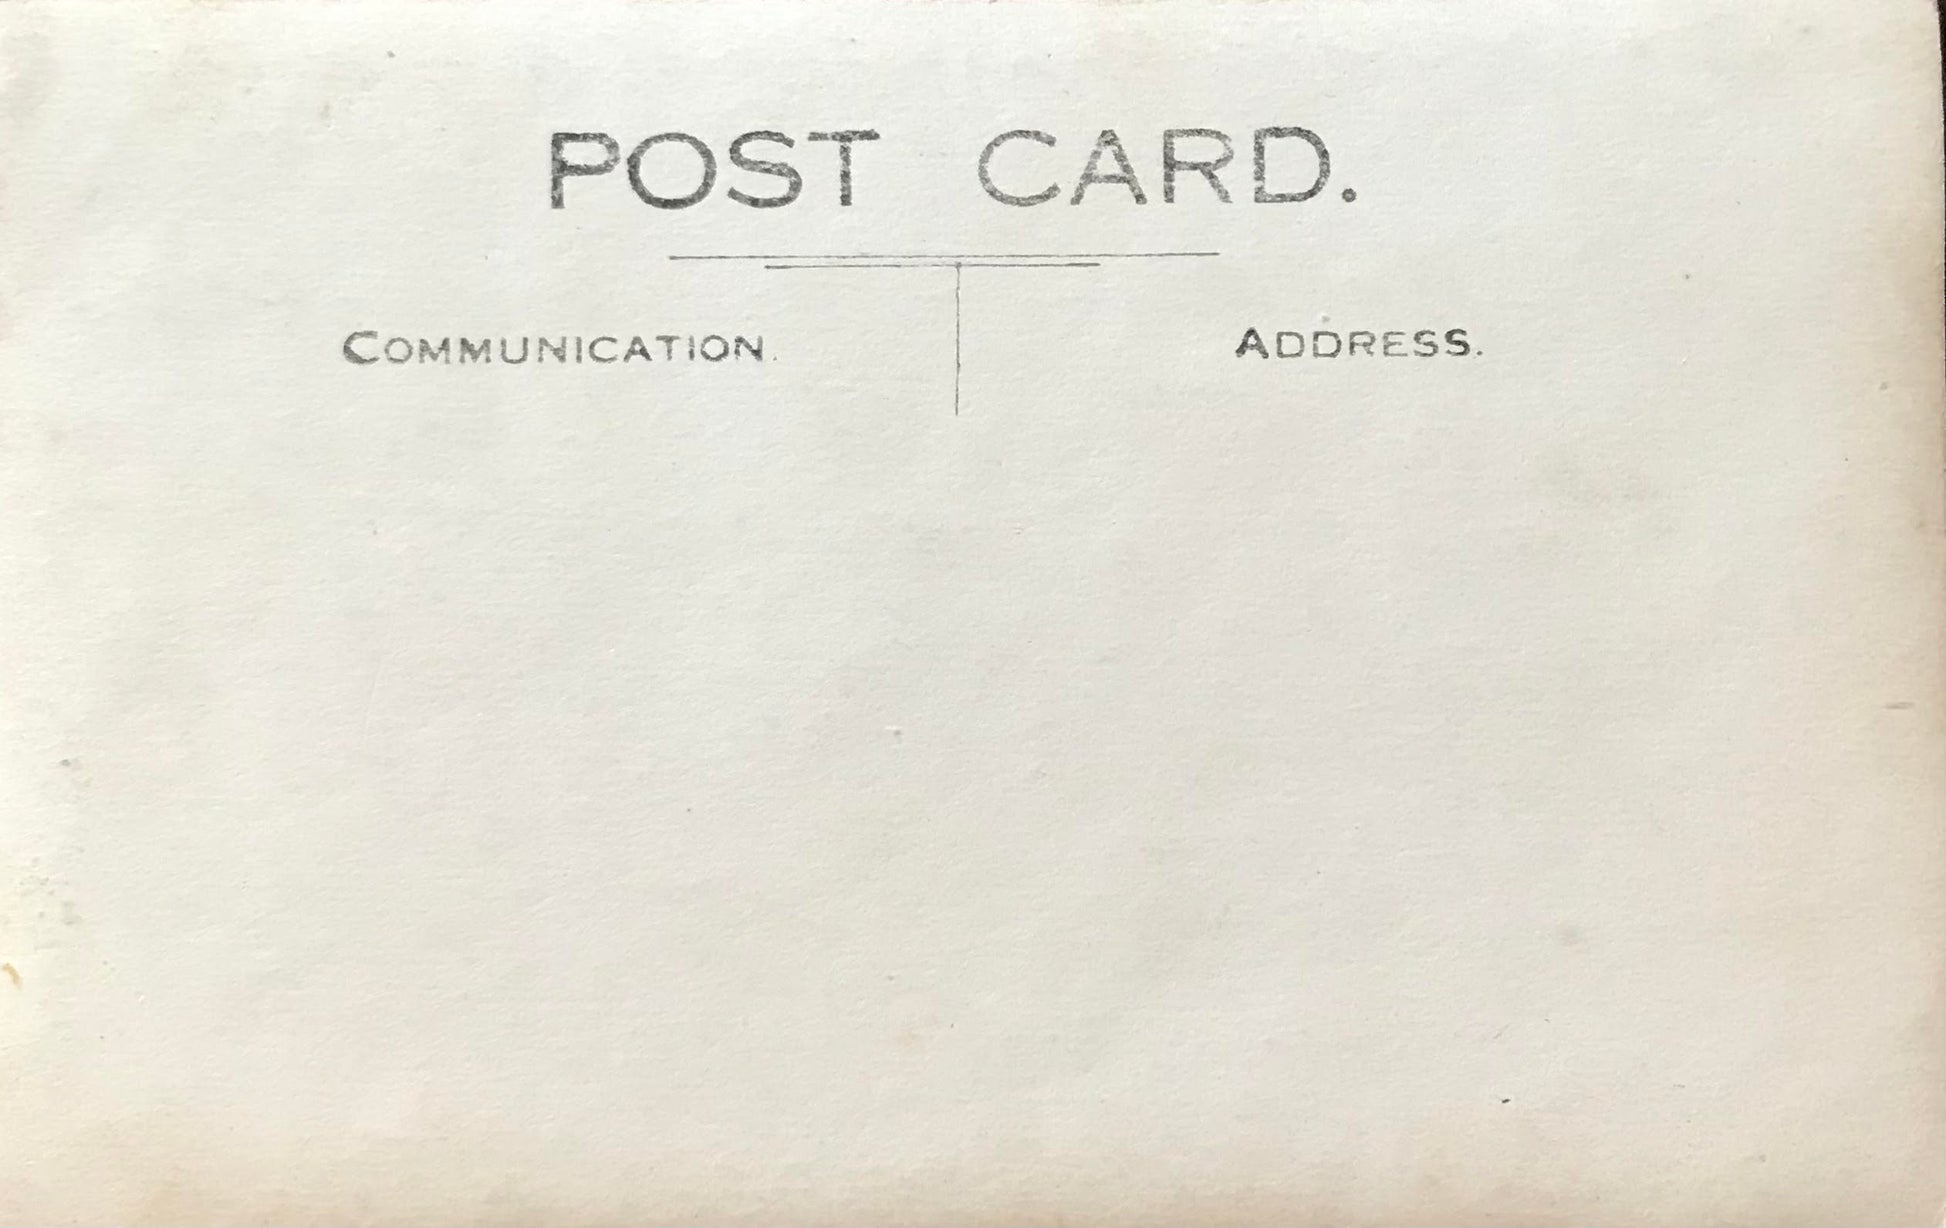 POST CARD.
COMMUNICATION.
ADDRESS.